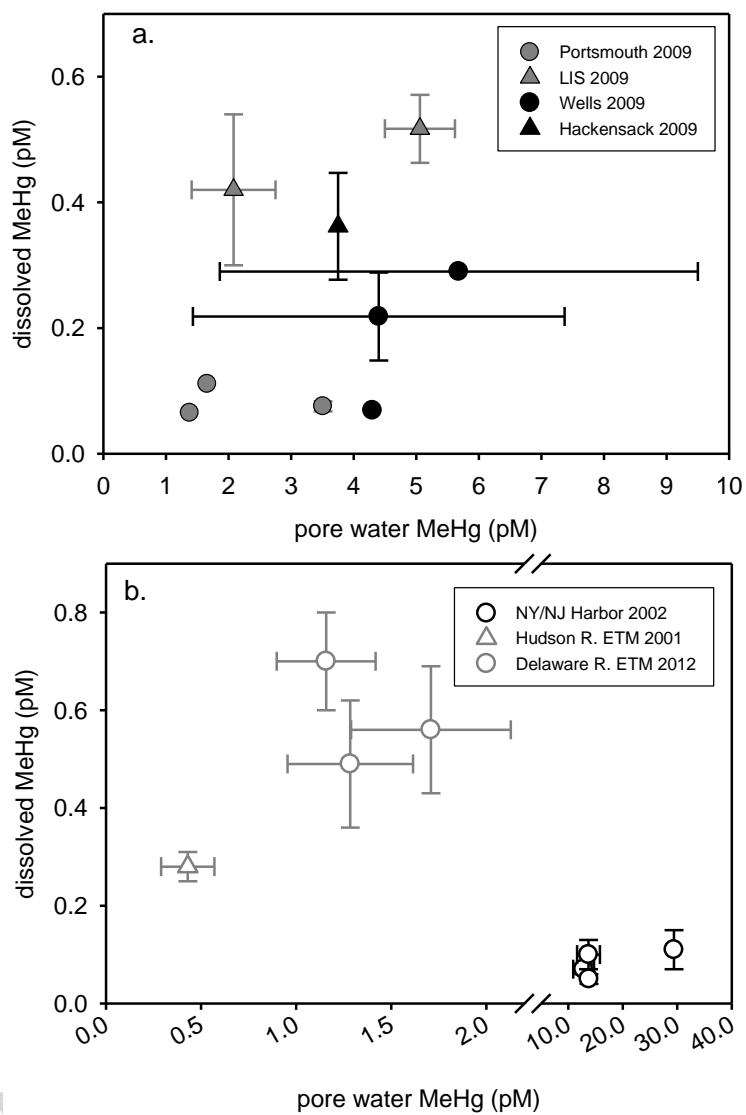 a.
Portsmouth 2009
LIS 2009
Wells 2009
Hackensack 2009
dissolved MeHg (pM)
0.6
0.4
0.2
0.0
0 1 2 3 4 5 6 7 8 9 10
pore water MeHg (pM)
b.
NY/NJ Harbor 2002
Hudson R. ETM 2001
Delaware R. ETM 2012
dissolved MeHg (pM)
0.8
0.6
0.4
0.2
0.0
0.0 0.5 1.0 1.5 2.0 10.0 20.0 30.0 40.0
pore water MeHg (pM)